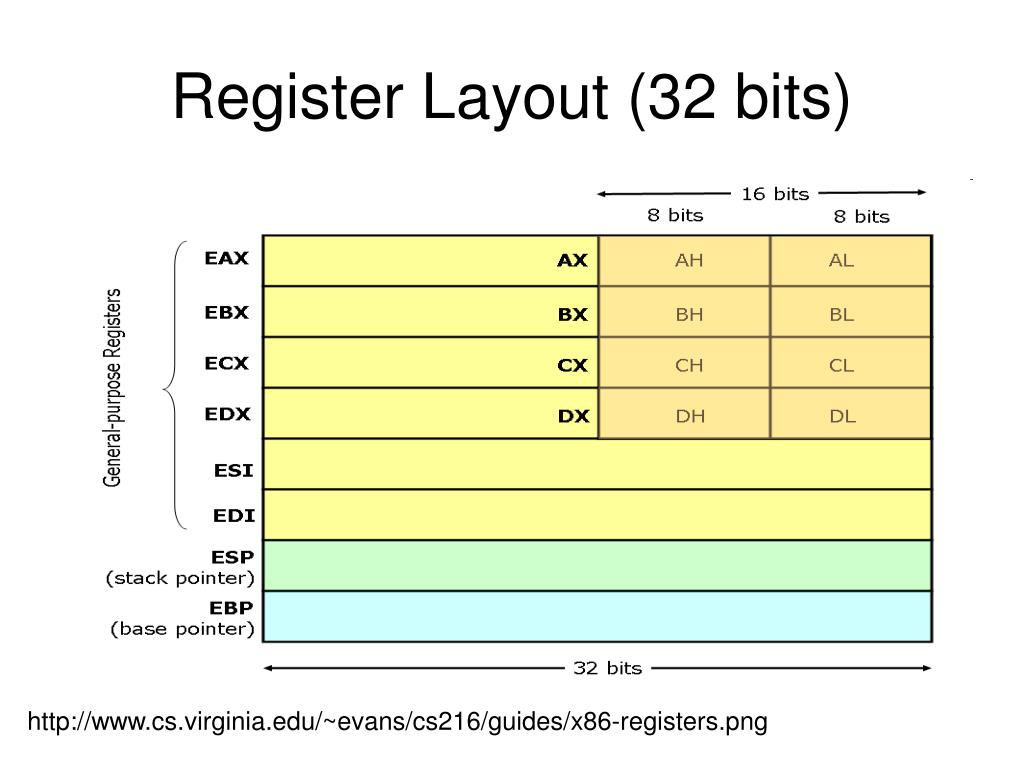 Register Layout (32 bits)
16 bits
8 bits 8 bits
General-purpose Registers
EAX AX AH AL
EBX BX BH BL
ECX CX CH CL
EDX DX DH DL
ESI
EDI
ESP
(stack pointer)
EBP
(base pointer)
32 bits
http://www.cs.virginia.edu/~evans/cs216/guides/x86-registers.png